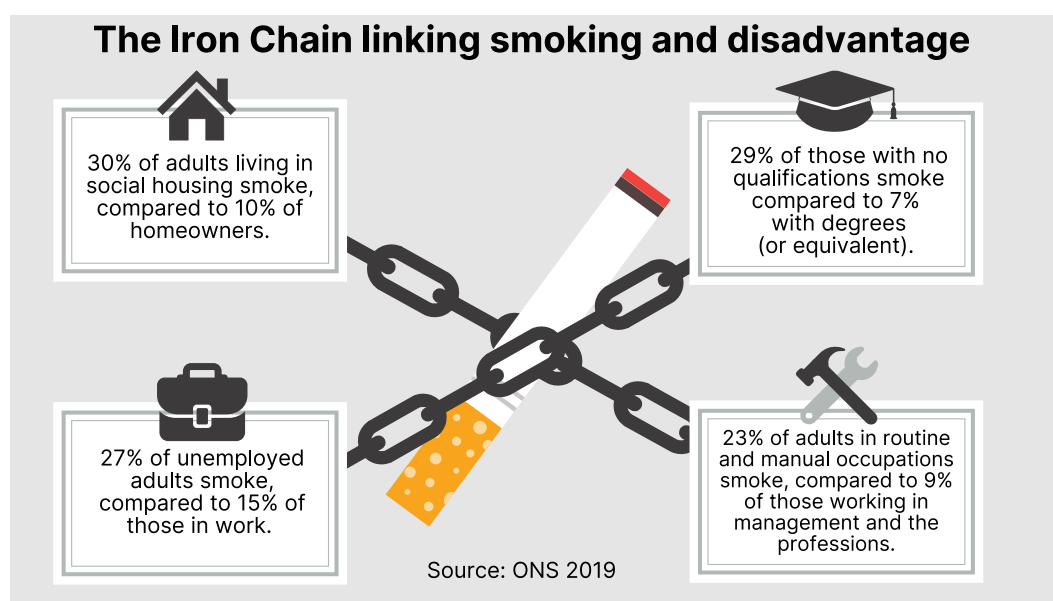 The Iron Chain linking smoking and disadvantage
30% of adults living in
social housing smoke,
compared to 10% of
homeowners.
29% of those with no
qualifications smoke
compared to 7%
with degrees
(or equivalent).
27% of unemployed
adults smoke,
compared to 15% of
those in work.
23% of adults in routine
and manual occupations
smoke, compared to 9%
of those working in
management and the
professions.
Source: ONS 2019